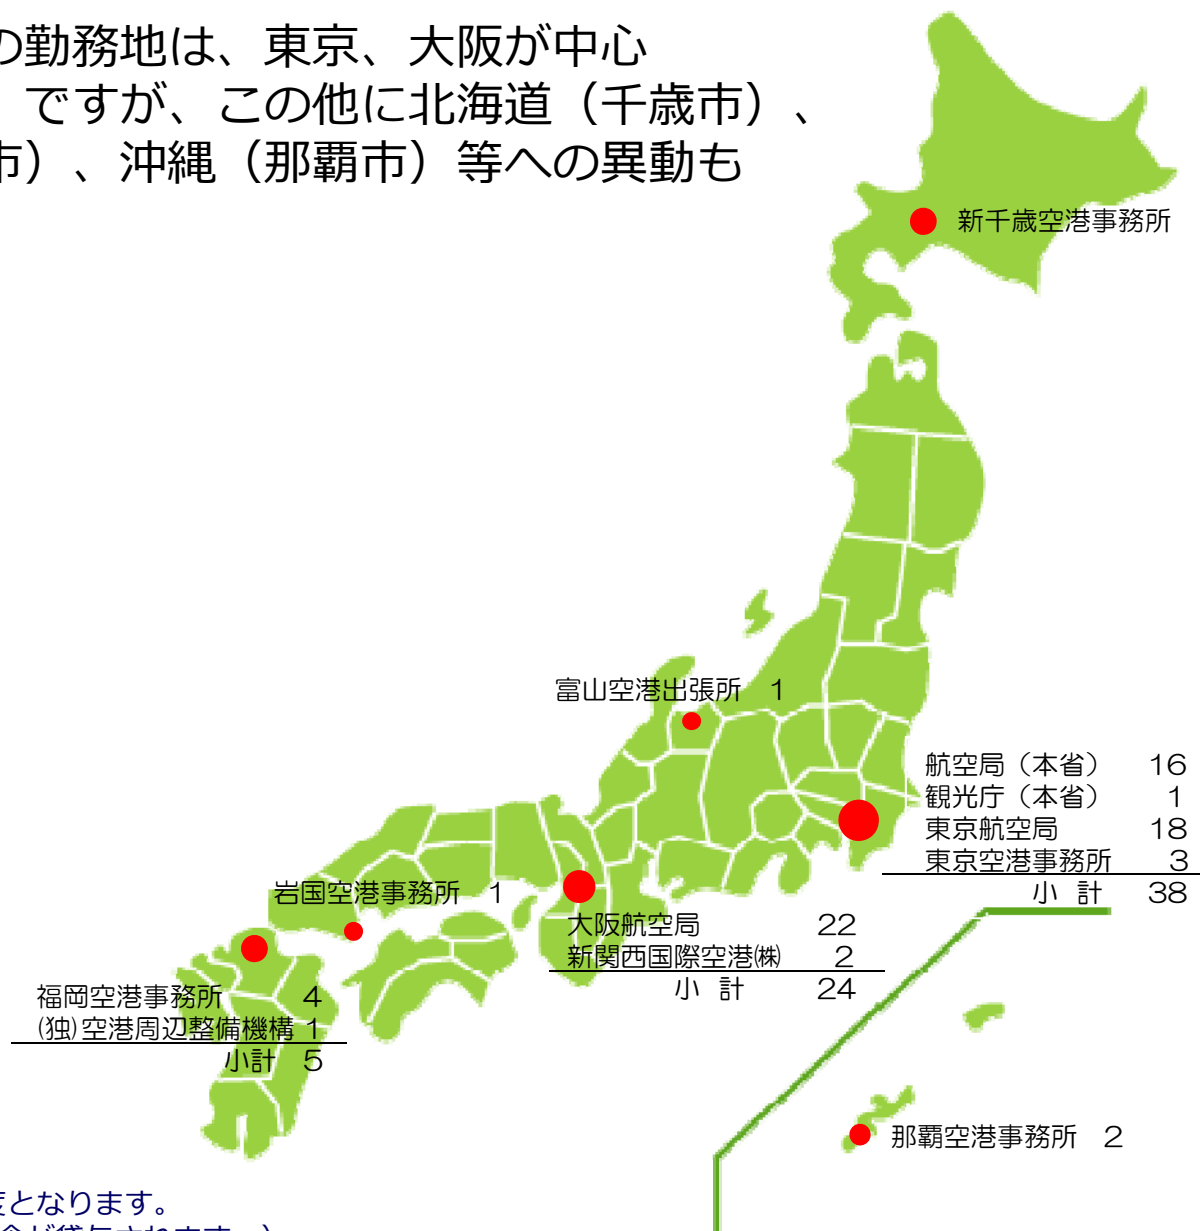 の勤務地は、東京、大阪が中心
）ですが、この他に北海道（千歳市）、
市）、沖縄（那覇市）等への異動も
新千歳空港事務所
富山空港出張所　1
航空局（本省）　16
観光庁（本省）　1
東京航空局　18
東京空港事務所　3
小 計　38
岩国空港事務所　1
大阪航空局　22
新関西国際空港㈱　2
小 計　24
福岡空港事務所　4
(独)空港周辺整備機構 1
小計　5
那覇空港事務所　2
度となります。